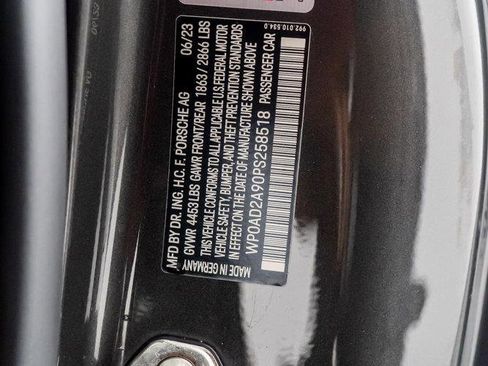 MFD BY DR. ING. H.C. F. PORSCHE AG 06/23
GVWR 4453 LBS GAWR FRONT/REAR 1863/2866 LBS
THIS VEHICLE CONFORMS TO ALL APPLICABLE U.S. FEDERAL MOTOR
VEHICLE SAFETY, BUMPER, AND THEFT PREVENTION STANDARDS
IN EFFECT ON THE DATE OF MANUFACTURE SHOWN ABOVE
WP0AD2A90PS258518 PASSENGER CAR
MADE IN GERMANY
992.010.534.0